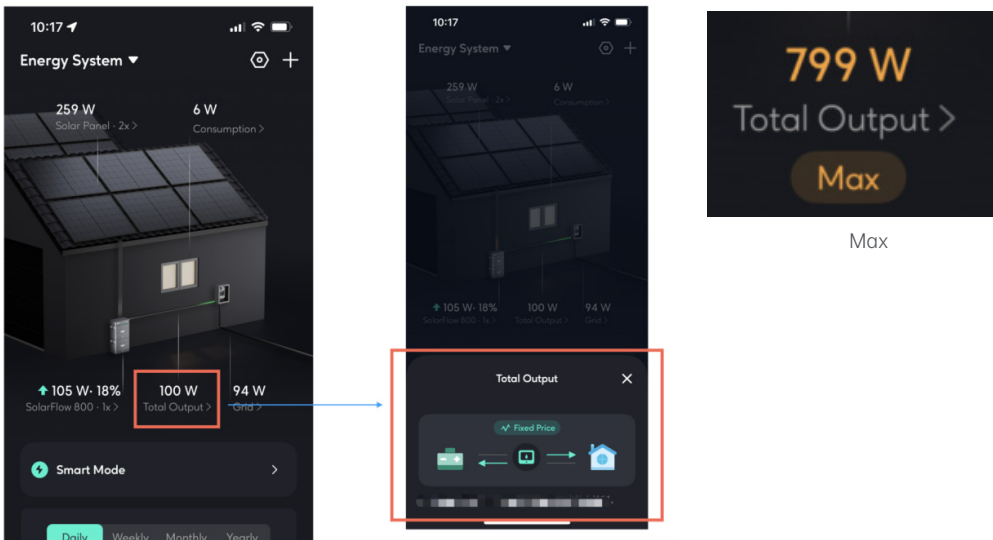 10:17
Energy System
259 W
Solar Panel · 2x >
6 W
Consumption >
105 W· 18%
SolarFlow 800 · 1x >
100 W
Total Output >
94 W
Grid >
Smart Mode
Daily Weekly Monthly Yearly
10:17
Energy System
259 W
Solar Panel · 2x >
6 W
Consumption >
105 W· 18%
SolarFlow 800 · 1x >
100 W
Total Output >
94 W
Grid >
Total Output
Fixed Price
799 W
Total Output >
Max
Max